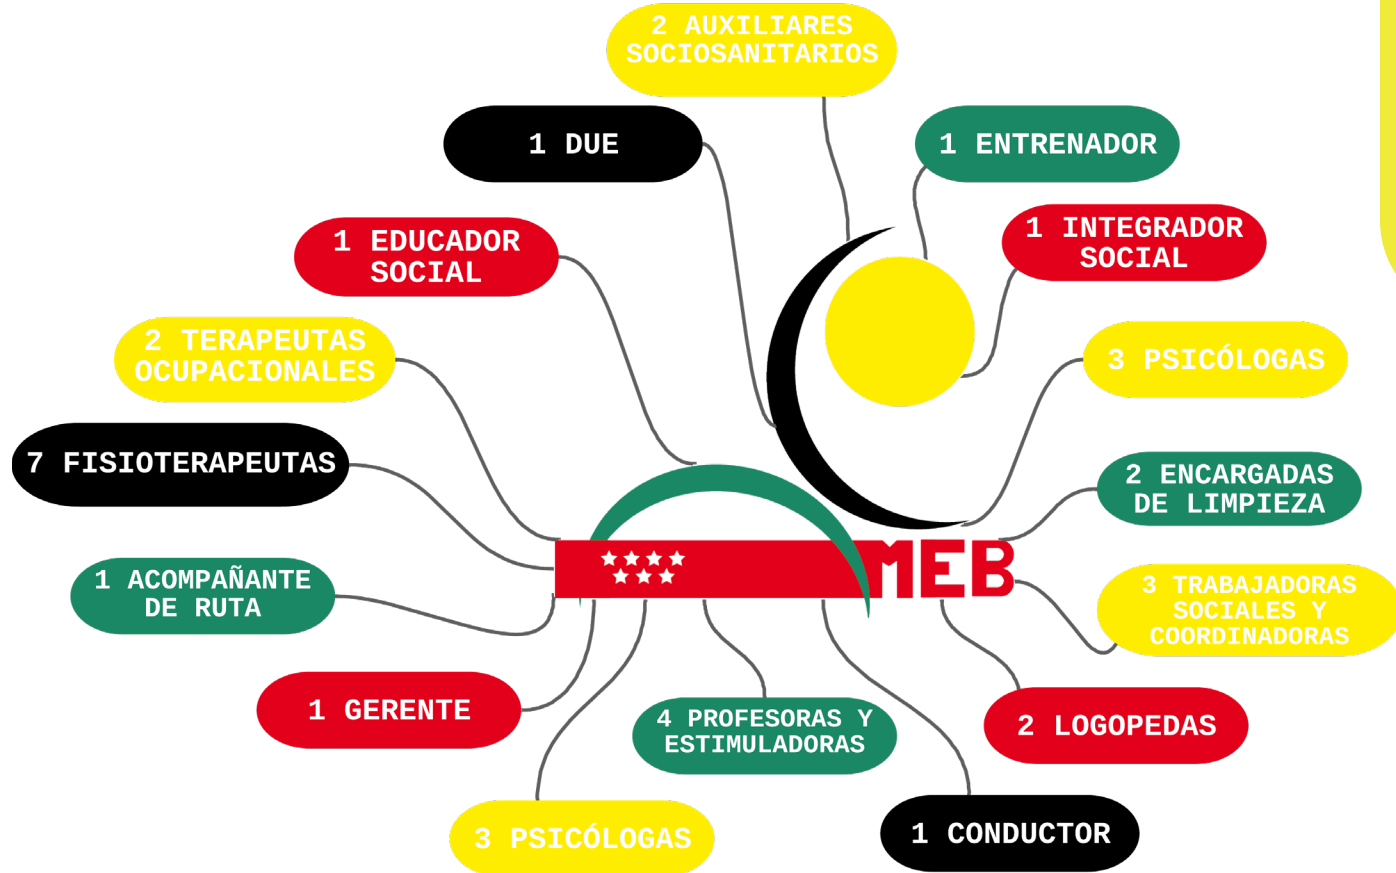 2 AUXILIARES
SOCIOSANITARIOS
1 DUE
1 ENTRENADOR
1 EDUCADOR
SOCIAL
1 INTEGRADOR
SOCIAL
2 TERAPEUTAS
OCUPACIONALES
3 PSICÓLOGAS
7 FISIOTERAPEUTAS
2 ENCARGADAS
DE LIMPIEZA
MEB
1 ACOMPAÑANTE
DE RUTA
3 TRABAJADORAS
SOCIALES Y
COORDINADORAS
1 GERENTE
4 PROFESORAS Y
ESTIMULADORAS
2 LOGOPEDAS
3 PSICÓLOGAS
1 CONDUCTOR